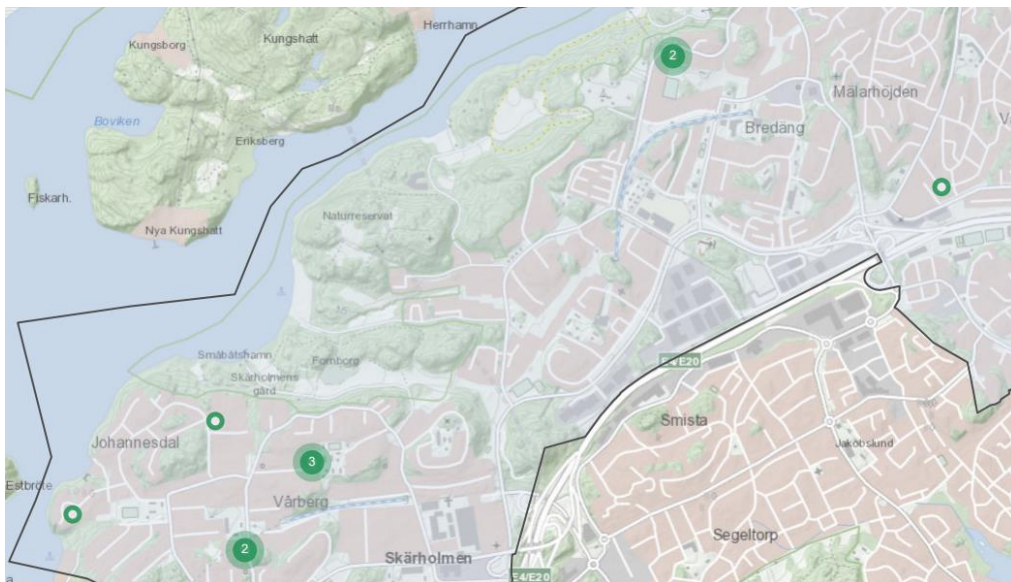 Herrhamn
Kungshatt
Kungsborg
2
Mälarhöjden
Boviken
Bredäng
Eriksberg
Fiskarh.
Naturreservat
Nya Kungshatt
Småbåtshamn
Fornborg
E4/E20
Skärholmens
gård
Smista
Johannesdal
Jakobslund
3
Estbröte
Vårberg
Segeltorp
2
Skärholmen
E4/E20